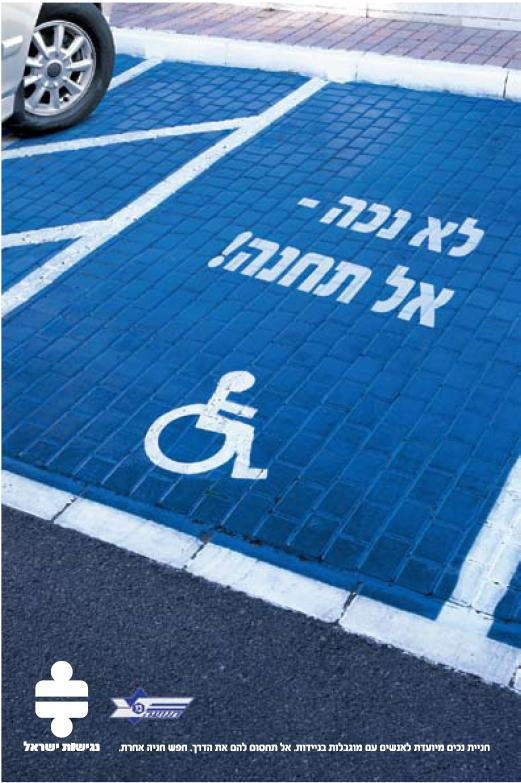 לא נכה -
אל תחנה!
תנועה
נגישות ישראל
חניית נכים מיועדת לאנשים עם מוגבלות בניידות. אל תחסום להם את הדרך. חפש חניה אחרת.